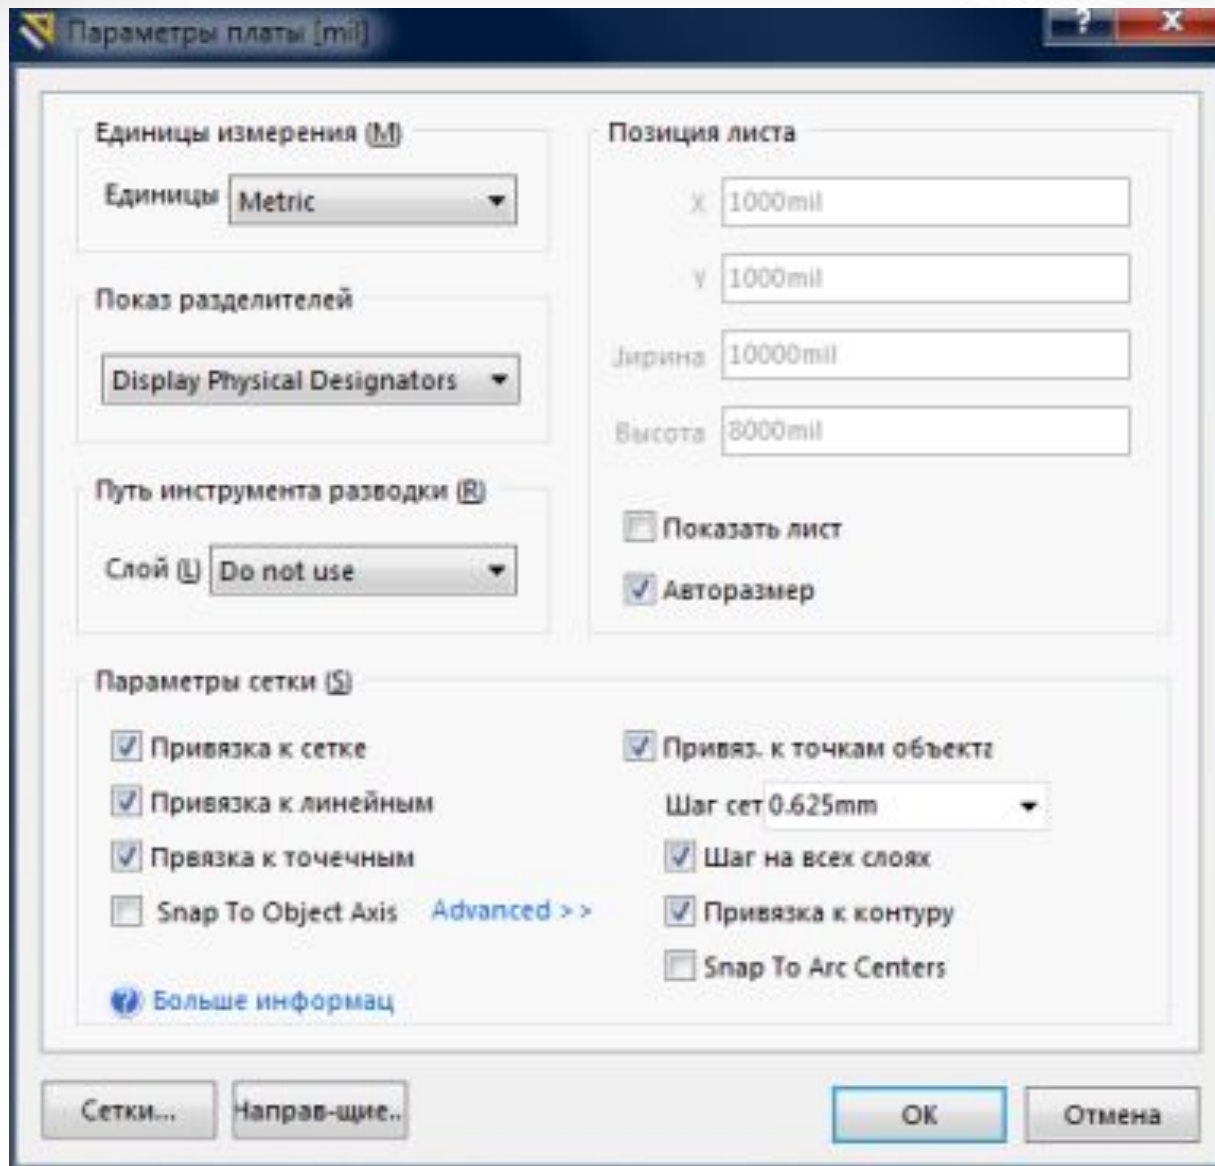 Параметры платы [mil]
?
Единицы измерения (M)
Единицы Metric
Показ разделителей
Display Physical Designators
Путь инструмента разводки (R)
Слой (L) Do not use
Позиция листа
X 1000mil
Y 1000mil
Jирина 10000mil
Высота 8000mil
Показать лист
Авторазмер
Параметры сетки (S)
Привязка к сетке
Привязка к линейным
Првязка к точечным
Snap To Object Axis Advanced > >
Больше информац
Привяз. к точкам объекта
Шаг сет 0.625mm
Шаг на всех слоях
Привязка к контуру
Snap To Arc Centers
Сетки...
Направ-щие..
OK
Отмена